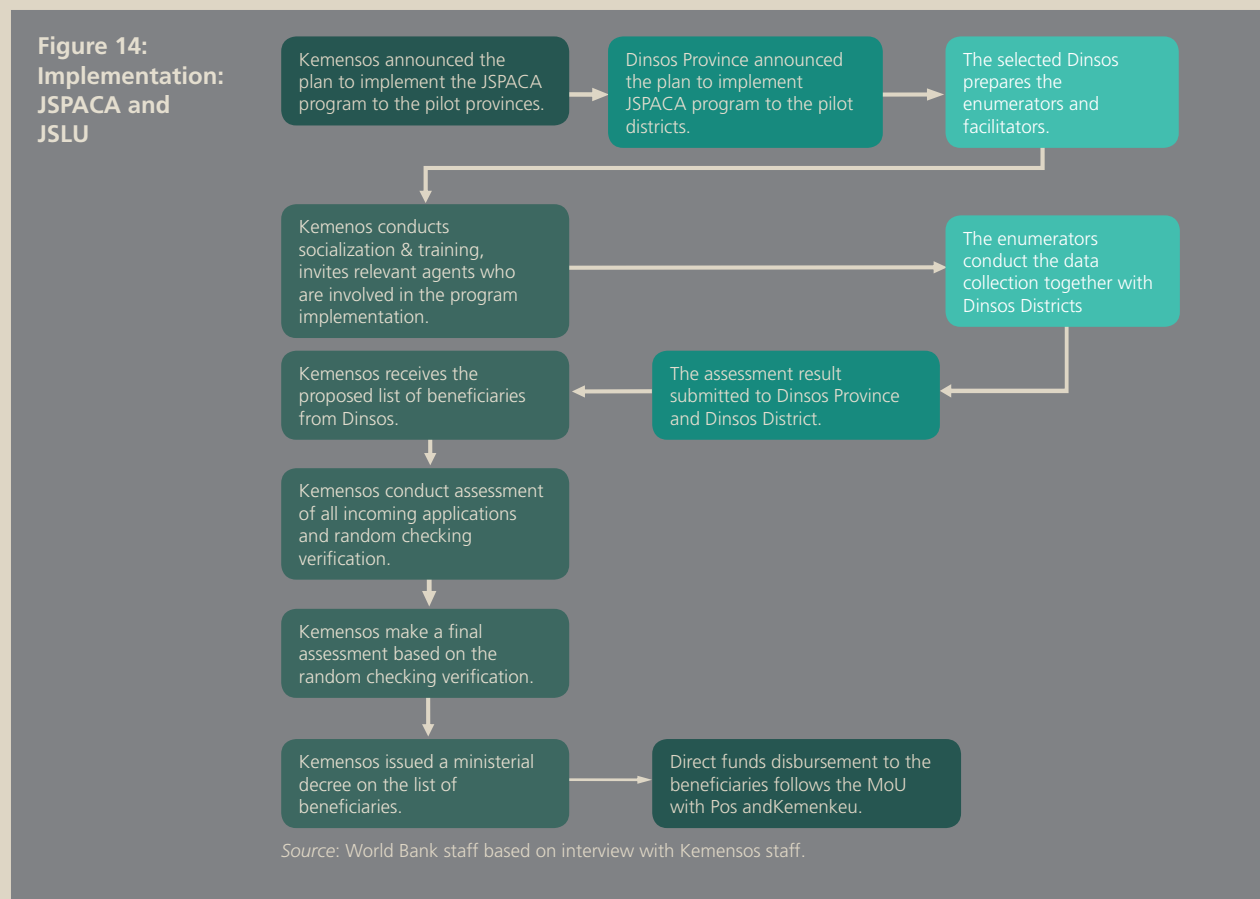 Figure 14:
Implementation:
JSPACA and
JSLU
Kemensos announced the
plan to implement the JSPACA
program to the pilot provinces.
Dinsos Province announced
the plan to implement
JSPACA program to the pilot
districts.
The selected Dinsos
prepares the
enumerators and
facilitators.
Kemenos conducts
socialization & training,
invites relevant agents who
are involved in the program
implementation.
The enumerators
conduct the data
collection together with
Dinsos Districts
The assessment result
submitted to Dinsos Province
and Dinsos District.
Kemensos receives the
proposed list of beneficiaries
from Dinsos.
Kemensos conduct assessment
of all incoming applications
and random checking
verification.
Kemensos make a final
assessment based on the
random checking verification.
Kemensos issued a ministerial
decree on the list of
beneficiaries.
Direct funds disbursement to the
beneficiaries follows the MoU
with Pos andKemenkeu.
Source: World Bank staff based on interview with Kemensos staff.